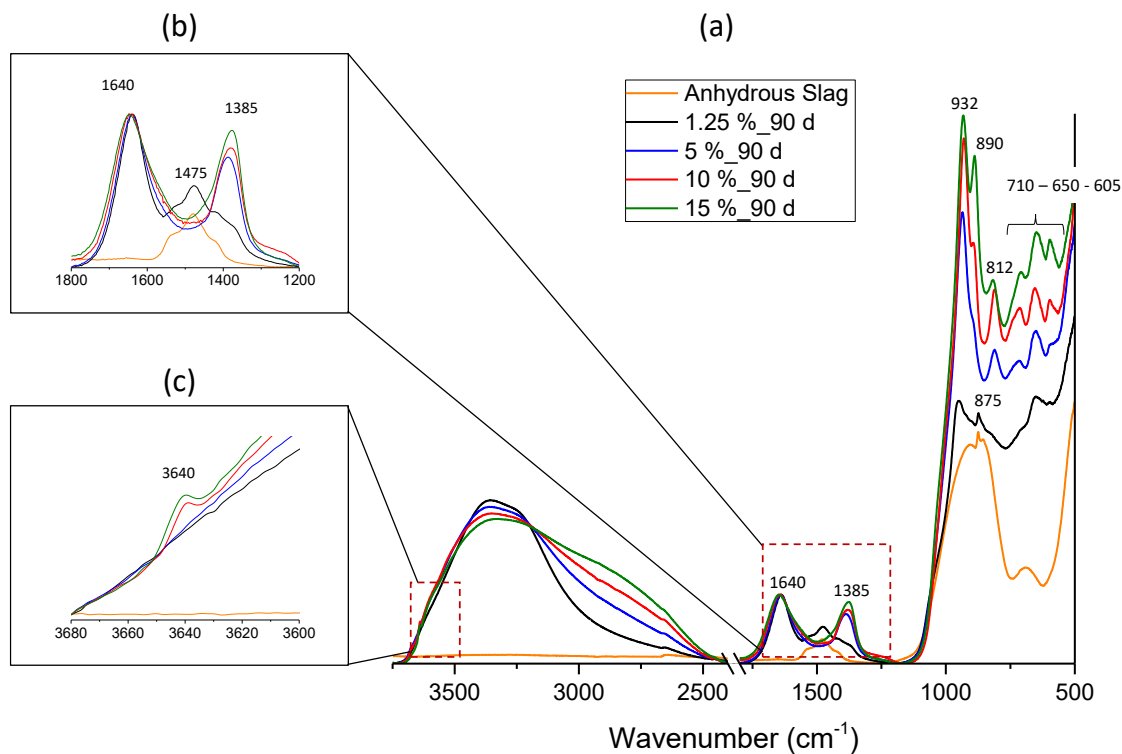 (b)
(a)
1640
1385
1475
1800
1600
1400
1200
Anhydrous Slag
1.25 %_90 d
5 %_90 d
10 %_90 d
15 %_90 d
932
890
710 – 650 - 605
812
875
(c)
3640
3680
3660
3640
3620
3600
1640
1385
3500
3000
2500
1500
1000
500
Wavenumber (cm-1)